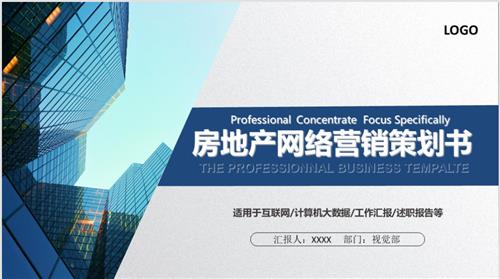 LOGO
Professional Concentrate Focus Specifically
房地产网络营销策划书
THE PROFESSIONNAL BUSINESS TEMPALTE
适用于互联网/计算机大数据/工作汇报/述职报告等
汇报人：XXXX 部门：视觉部